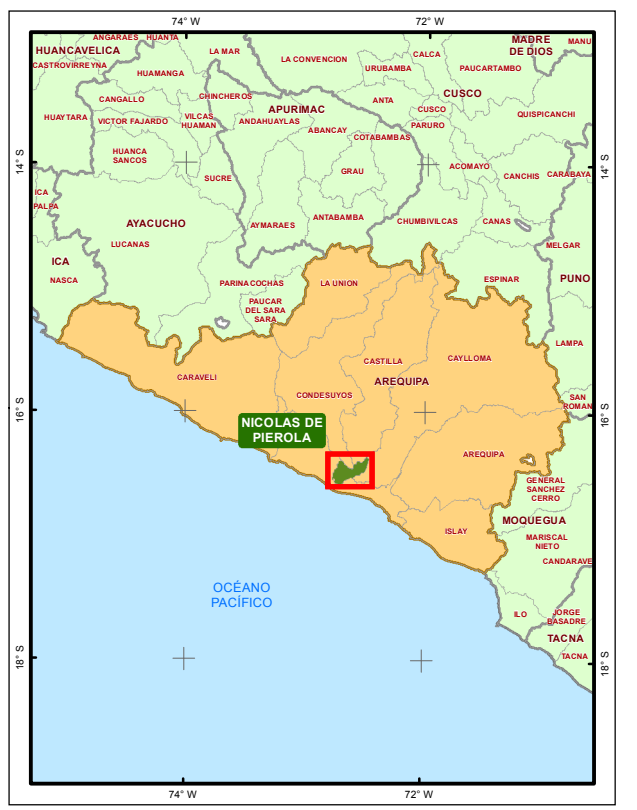 74° W
72° W
ANGARAES
HUANTA
MADRE
DE DIOS
MANU
HUANCAVELICA
LA MAR
LA CONVENCION
CALCA
CASTROVIRREYNA
HUAMANGA
URUBAMBA
PAUCARTAMBO
CUSCO
CANGALLO
CHINCHEROS
APURIMAC
ANTA
CUSCO
QUISPICANCHI
HUAYTARA
VICTOR FAJARDO
VILCAS
HUAMAN
ANDAHUAYLAS
ABANCAY
COTABAMBAS
PARURO
HUANCA
SANCOS
14° S
14° S
SUCRE
GRAU
ACOMAYO
CANCHIS
CARABAYA
ICA
PALPA
AYACUCHO
AYMARAES
ANTABAMBA
CHUMBIVILCAS
CANAS
LUCANAS
MELGAR
ICA
NASCA
PARINACOCHAS
LA UNION
ESPINAR
PUNO
PAUCAR
DEL SARA
SARA
LAMPA
CASTILLA
CAYLLOMA
CARAVELI
AREQUIPA
CONDESUYOS
SAN
ROMAN
16° S
16° S
NICOLAS DE
PIEROLA
AREQUIPA
GENERAL
SANCHEZ
CERRO
MOQUEGUA
ISLAY
MARISCAL
NIETO
CANDARAVE
OCÉANO
PACÍFICO
ILO
JORGE
BASADRE
TACNA
TACNA
18° S
18° S
74° W
72° W